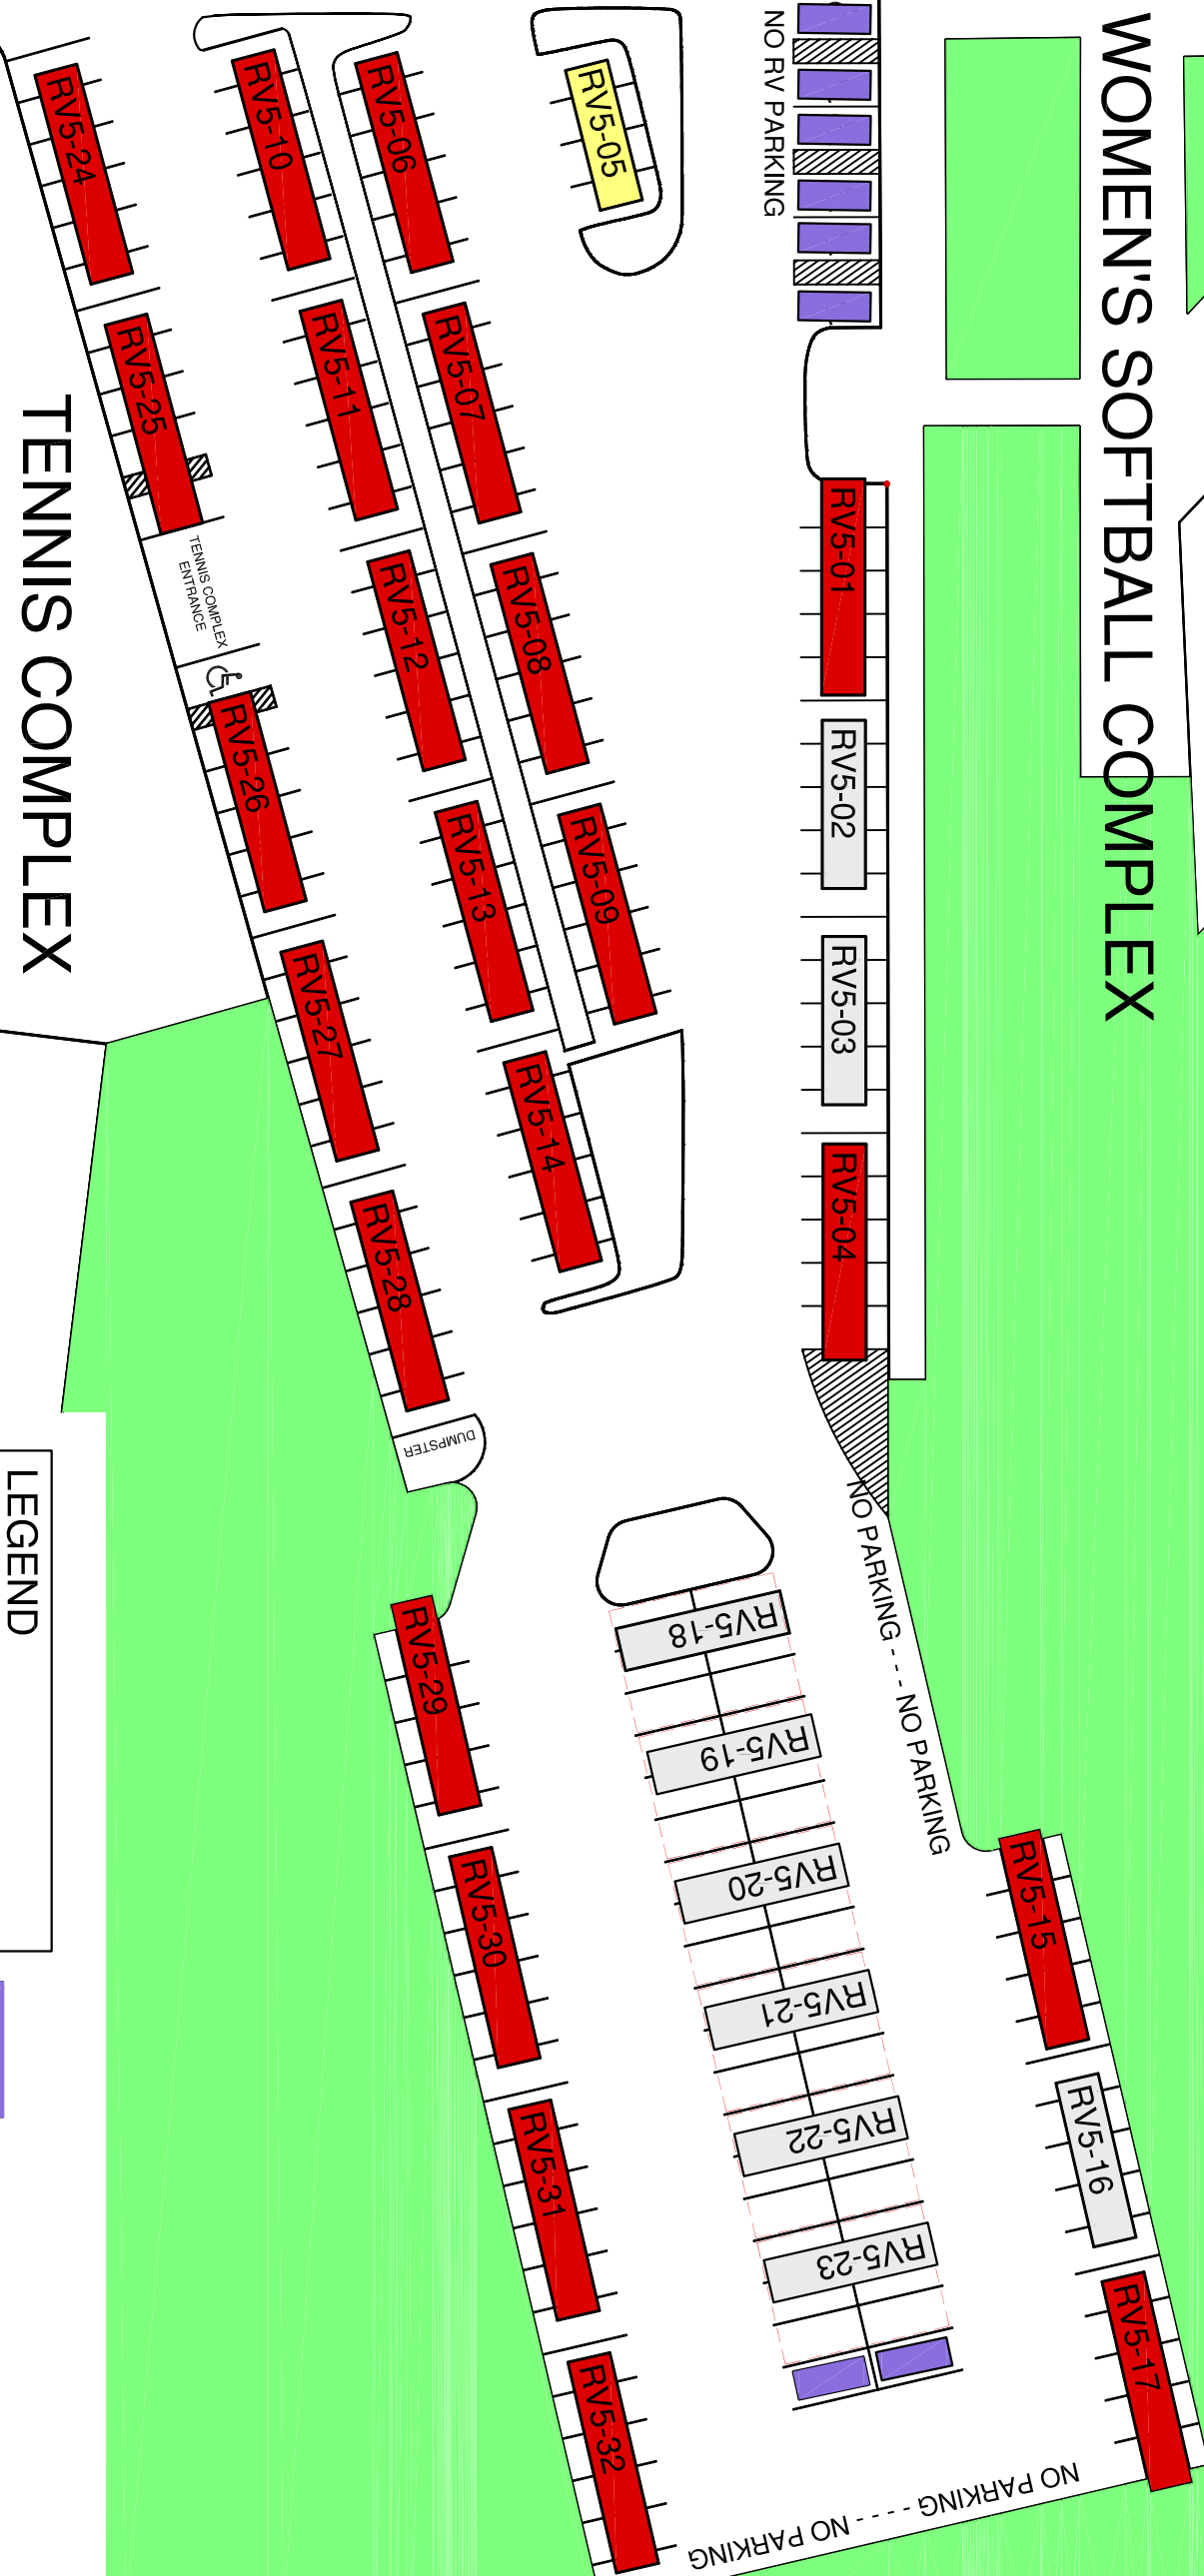 WOMEN'S SOFTBALL COMPLEX
NO RV PARKING
RV5-01
RV5-02
RV5-03
RV5-04
NO PARKING - - - NO PARKING
RV5-15
RV5-16
RV5-17
RV5-05
RV5-06
RV5-07
RV5-08
RV5-09
RV5-10
RV5-11
RV5-12
RV5-13
RV5-14
RV5-18
RV5-19
RV5-20
RV5-21
RV5-22
RV5-23
RV5-24
RV5-25
TENNIS COMPLEX
ENTRANCE
RV5-26
RV5-27
RV5-28
DUMPSTER
RV5-29
RV5-30
RV5-31
RV5-32
NO PARKING - - - - NO PARKING
TENNIS COMPLEX
LEGEND